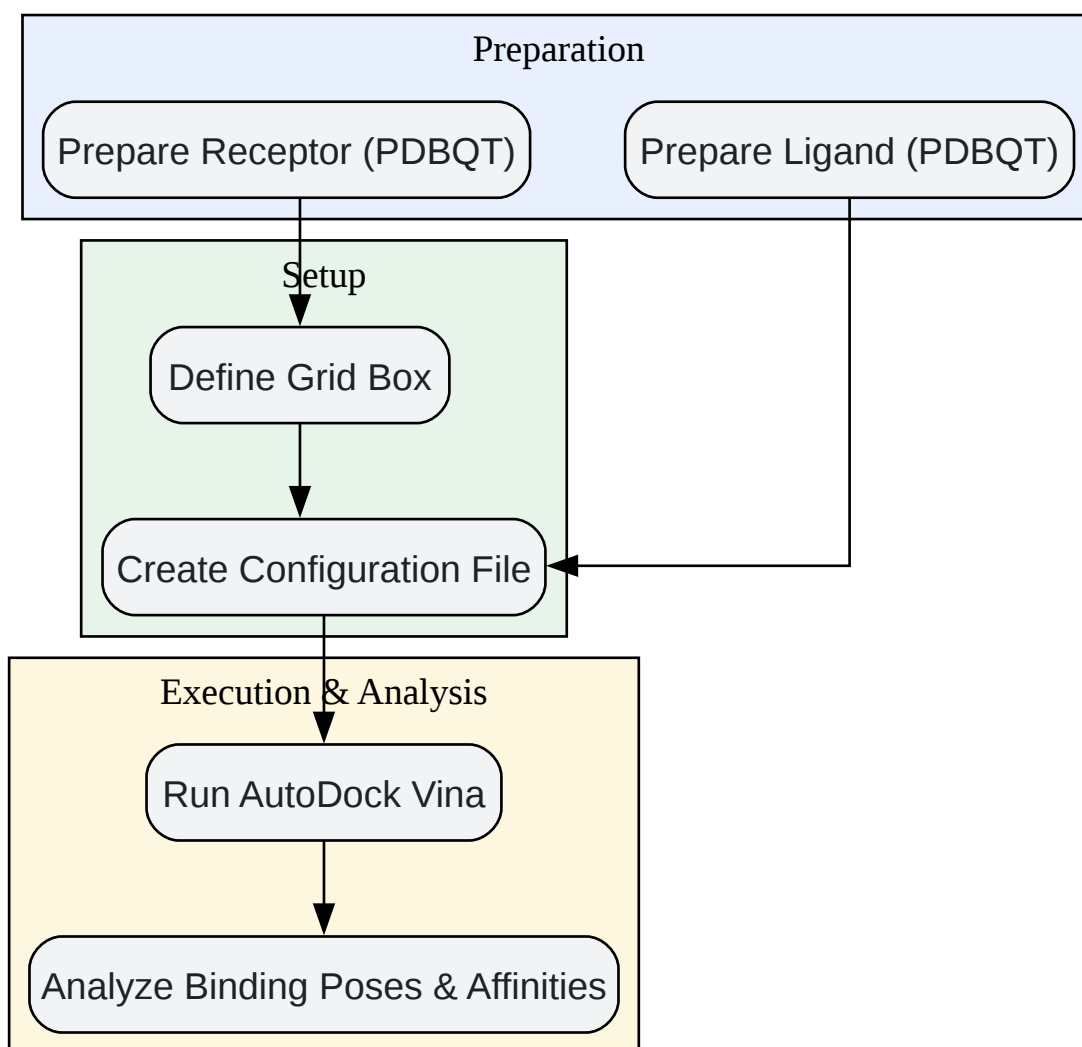 Preparation
Prepare Receptor (PDBQT)
Prepare Ligand (PDBQT)
Setup
Define Grid Box
Create Configuration File
Execution & Analysis
Run AutoDock Vina
Analyze Binding Poses & Affinities